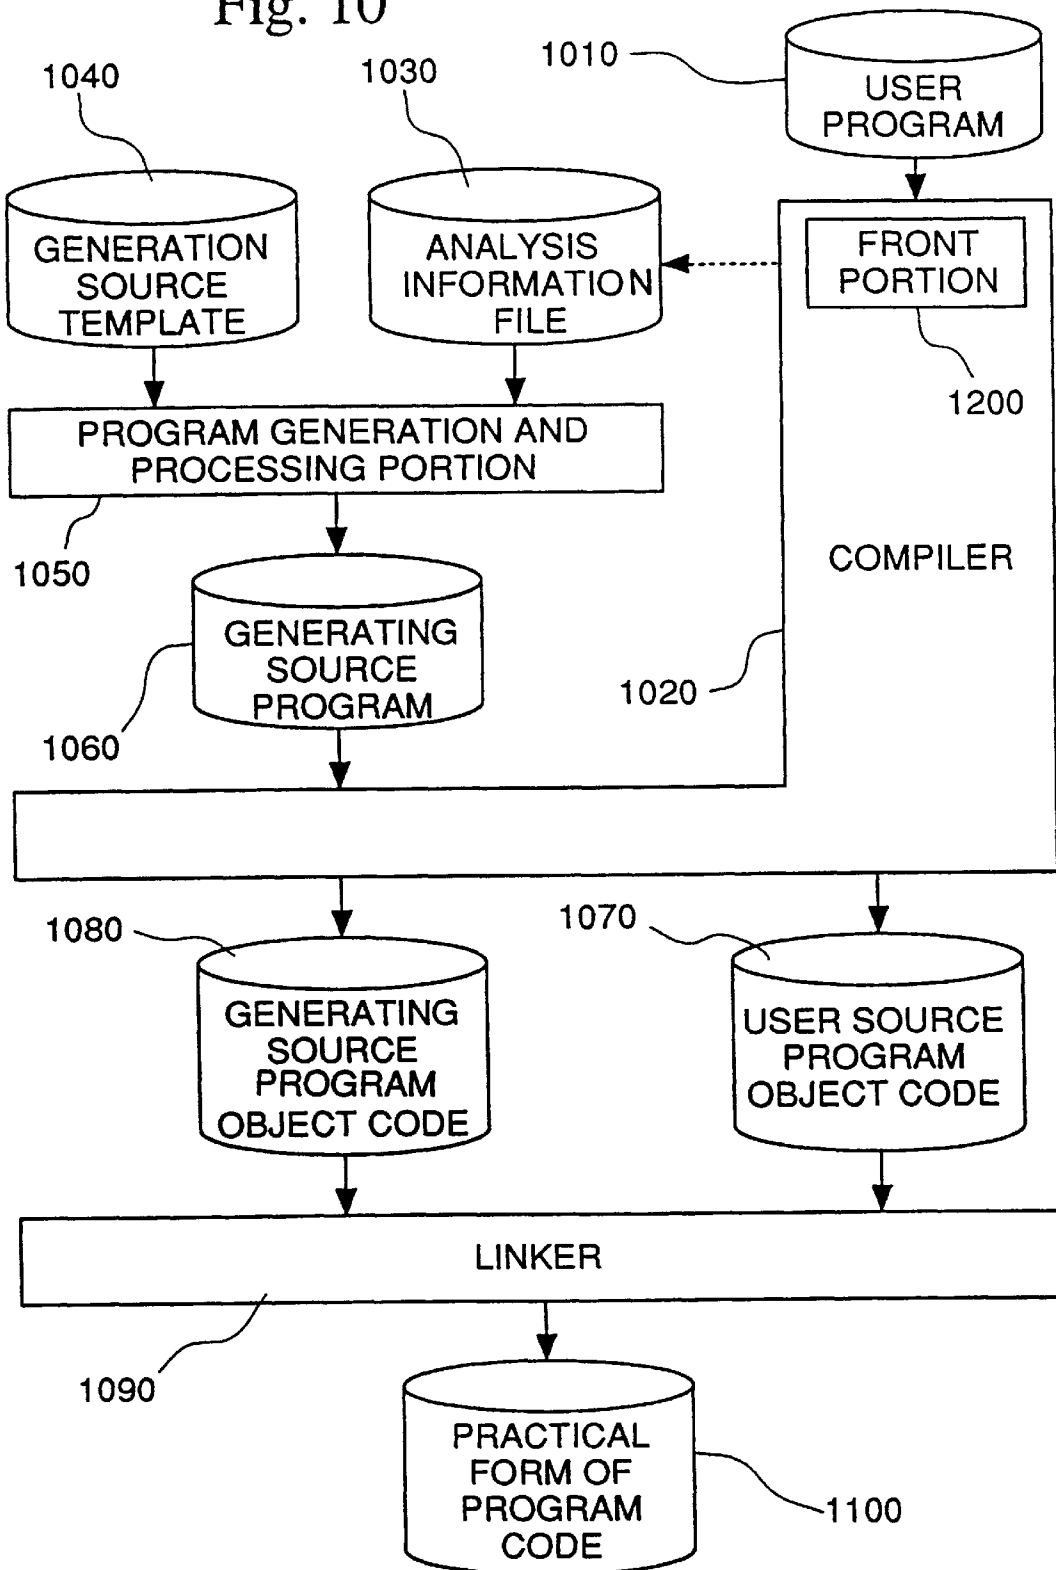 Fig. 10
1010
USER
PROGRAM
1040
1030
GENERATION
SOURCE
TEMPLATE
ANALYSIS
INFORMATION
FILE
FRONT
PORTION
1200
PROGRAM GENERATION AND
PROCESSING PORTION
1050
COMPILER
GENERATING
SOURCE
PROGRAM
1020
1060
1080
1070
GENERATING
SOURCE
PROGRAM
OBJECT CODE
USER SOURCE
PROGRAM
OBJECT CODE
LINKER
1090
PRACTICAL
FORM OF
PROGRAM
CODE
1100